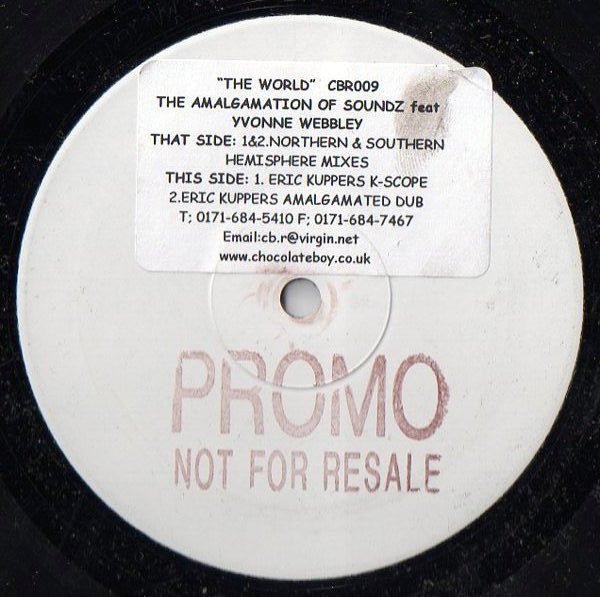 "THE WORLD" CBR009
THE AMALGAMATION OF SOUNDZ feat
YVONNE WEBBLEY
THAT SIDE: 1&2.NORTHERN & SOUTHERN
HEMISPHERE MIXES
THIS SIDE: 1. ERIC KUPPERS K-SCOPE
2.ERIC KUPPERS AMALGAMATED DUB
T; 0171-684-5410 F; 0171-684-7467
Email:cb.r@virgin.net
www.chocolateboy.co.uk
PROMO
NOT FOR RESALE